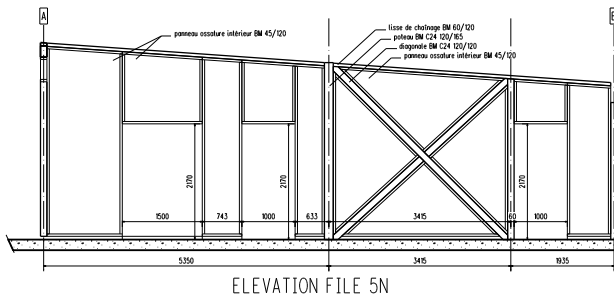 A
panneau ossature intérieur BM 45/120
lisse de chaînage BM 60/120
poteau BM C24 120/165
diagonale BM C24 120/120
panneau ossature intérieur BM 45/120
2170
2170
2170
1500
743
1000
633
3415
60
1000
5350
3415
1935
ELEVATION FILE 5N